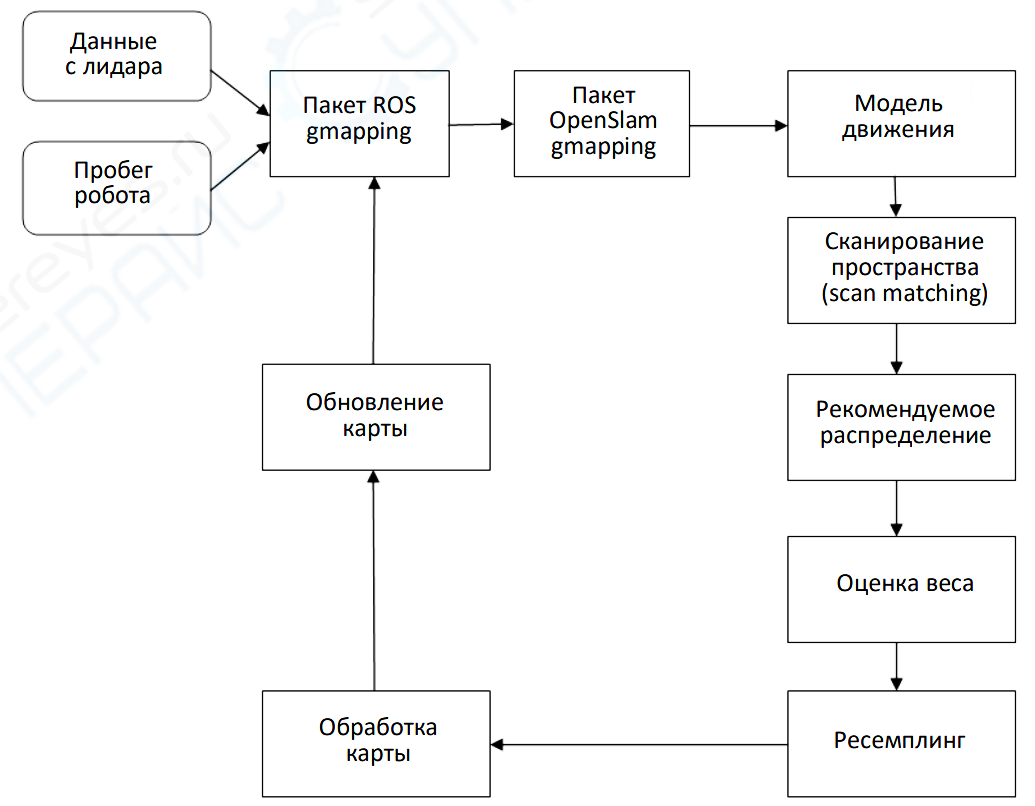 Данные
с лидара
Пробег
робота
Пакет ROS
gmapping
Пакет
OpenSlam
gmapping
Модель
движения
Сканирование
пространства
(scan matching)
Рекомендуемое
распределение
Оценка веса
Ресемплинг
Обработка
карты
Обновление
карты